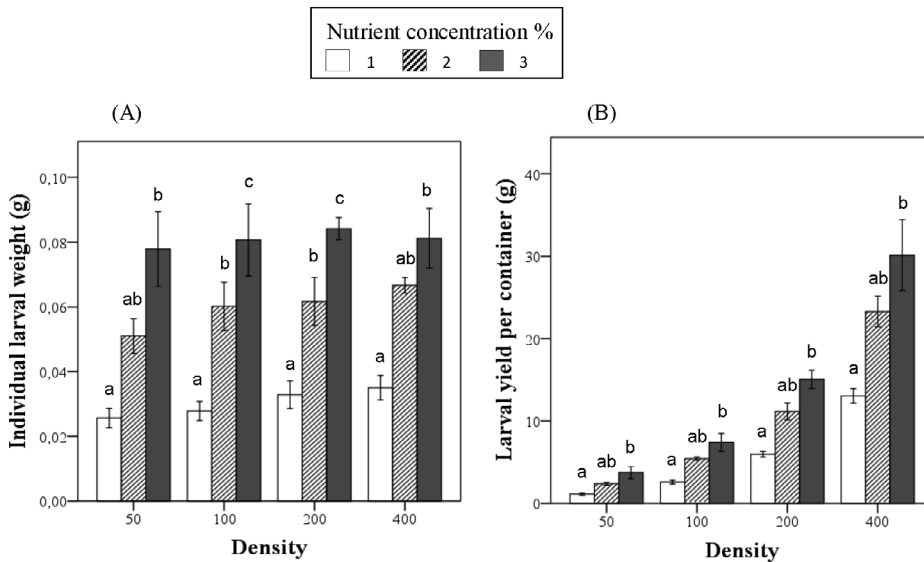 Nutrient concentration %
1 2 3
(A)
Individual larval weight (g)
0,10
0,08
0,06
0,04
0,02
0,00
a ab b
a b c
a b c
a ab b
50 100 200 400
Density
(B)
Larval yield per container (g)
40
30
20
10
0
a ab b
a ab b
a ab b
a ab b
50 100 200 400
Density